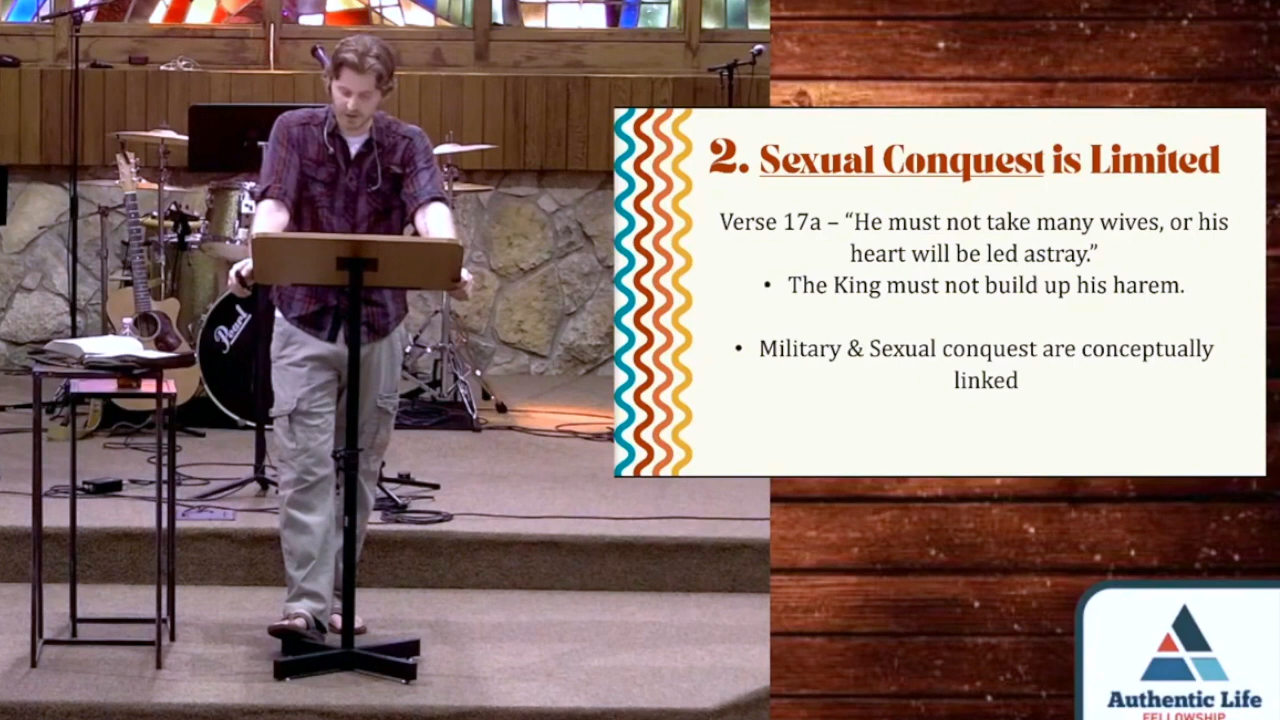 2. Sexual Conquest is Limited
Verse 17a – “He must not take many wives, or his
heart will be led astray.”
• The King must not build up his harem.
• Military & Sexual conquest are conceptually
linked
Pearl
Authentic Life
FELLOWSHIP